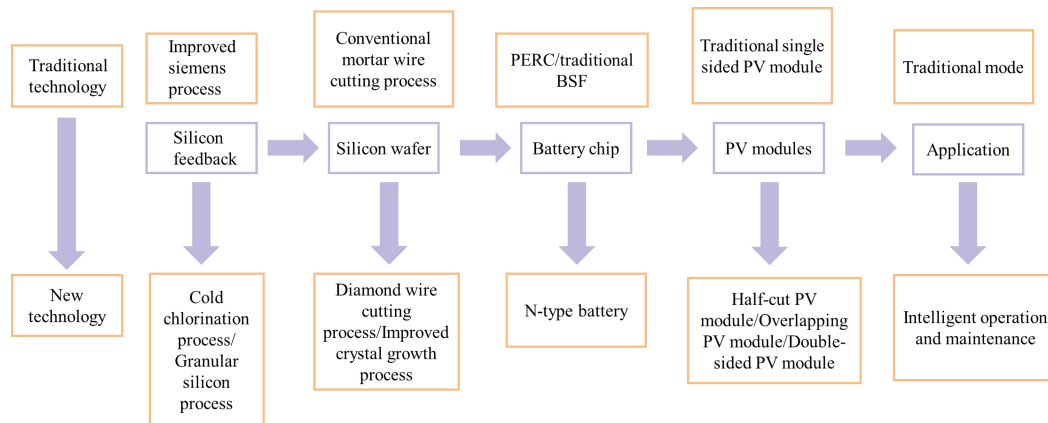 Traditional
technology
Improved
siemens
process
Conventional
mortar wire
cutting process
PERC/traditional
BSF
Traditional single
sided PV module
Traditional mode
Silicon
feedback
Silicon wafer
Battery chip
PV modules
Application
New
technology
Cold
chlorination
process/
Granular
silicon
process
Diamond wire
cutting
process/Improved
crystal growth
process
N-type battery
Half-cut PV
module/Overlapping
PV module/Double-
sided PV module
Intelligent operation
and maintenance